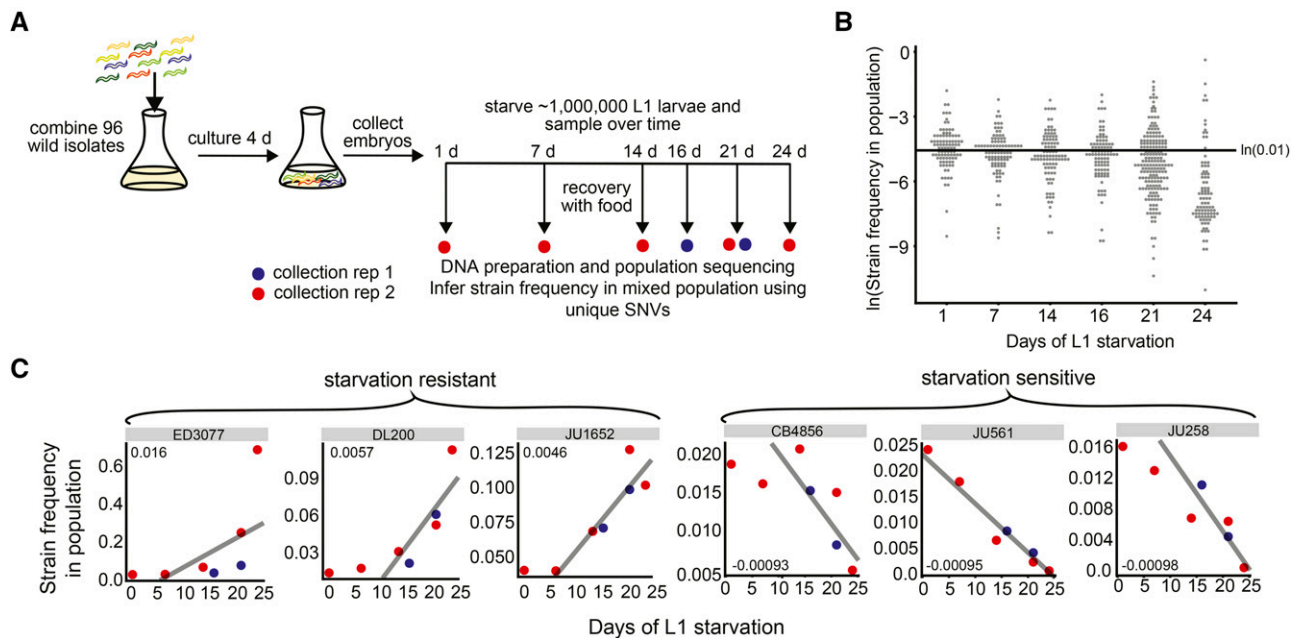 A
combine 96
wild isolates
culture 4 d
collect
embryos
starve ~1,000,000 L1 larvae and
sample over time
1 d 7 d 14 d 16 d 21 d 24 d
recovery
with food
collection rep 1
collection rep 2
DNA preparation and population sequencing
Infer strain frequency in mixed population using
unique SNVs
B
ln(Strain frequency in population)
0
-3
-6
-9
ln(0.01)
1 7 14 16 21 24
Days of L1 starvation
C
starvation resistant
starvation sensitive
Strain frequency
in population
ED3077
0.016
0.6
0.4
0.2
0.0
0 5 10 15 20 25
DL200
0.0057
0.09
0.06
0.03
0 5 10 15 20 25
JU1652
0.0046
0.125
0.100
0.075
0.050
0 5 10 15 20 25
CB4856
-0.00093
0.020
0.015
0.010
0.005
0 5 10 15 20 25
JU561
-0.00095
0.025
0.020
0.015
0.010
0.005
0.0
0 5 10 15 20 25
JU258
-0.00098
0.016
0.012
0.008
0.004
0.0
0 5 10 15 20 25
Days of L1 starvation